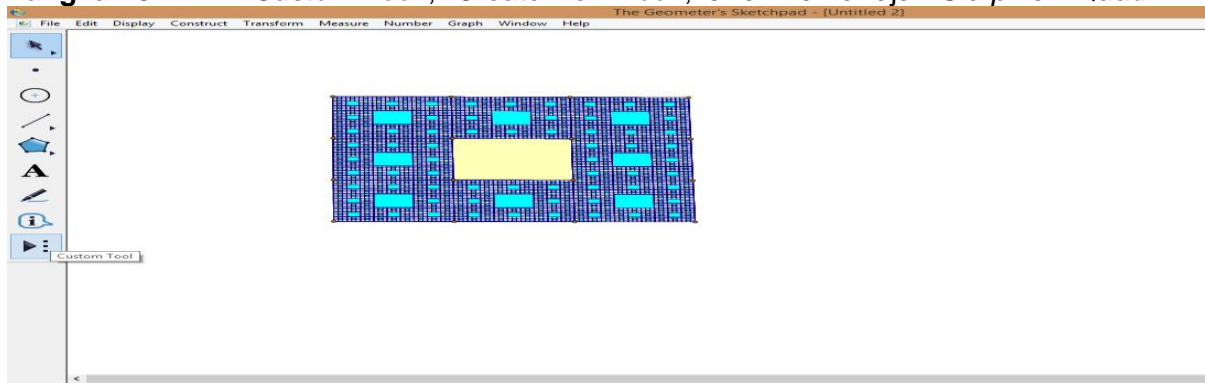 The Geometer's Sketchpad - [Untitled 2]
File Edit Display Construct Transform Measure Number Graph Window Help
A
i
Custom Tool